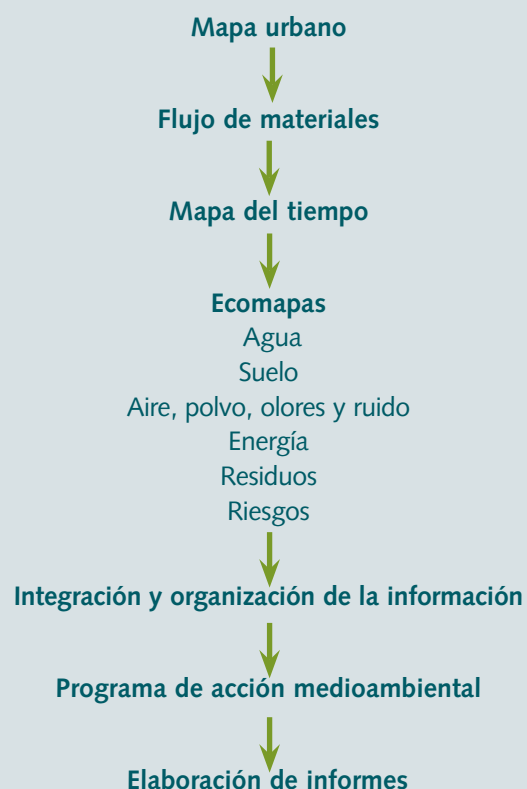 Mapa urbano
Flujo de materiales
Mapa del tiempo
Ecomapas
Agua
Suelo
Aire, polvo, olores y ruido
Energía
Residuos
Riesgos
Integración y organización de la información
Programa de acción medioambiental
Elaboración de informes